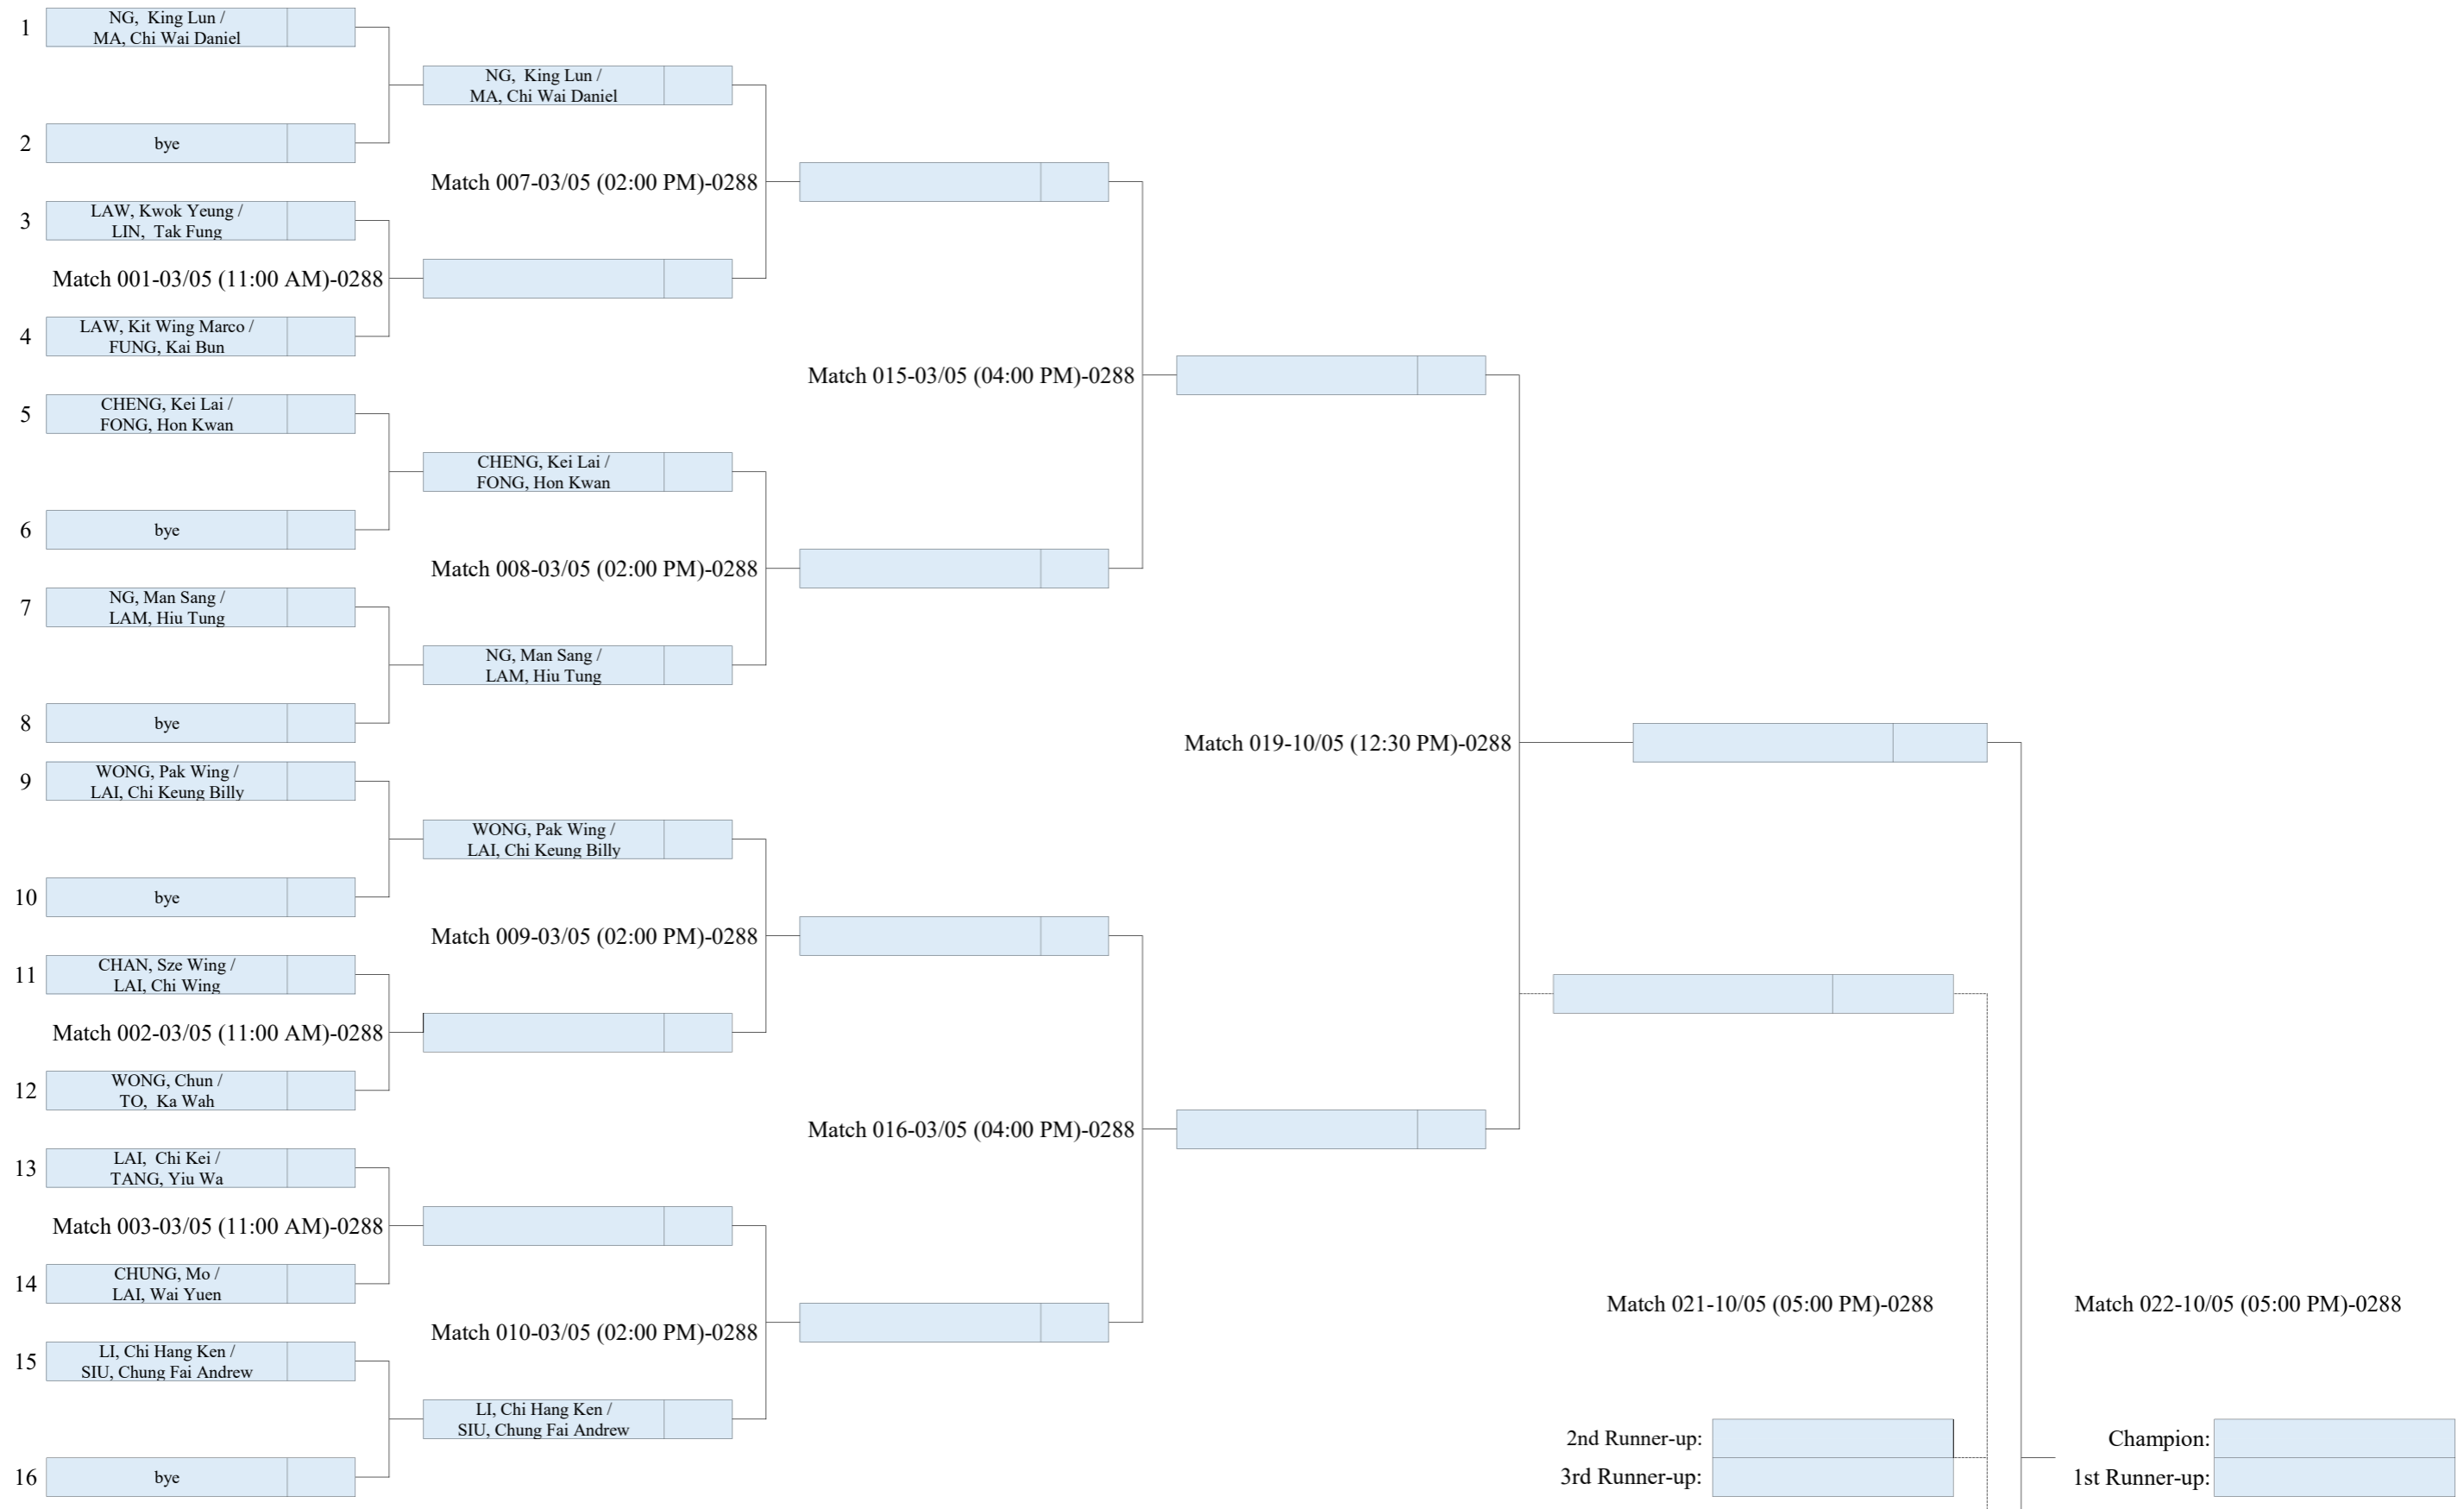 1
NG,  King Lun /
MA, Chi Wai Daniel
NG,  King Lun /
MA, Chi Wai Daniel
2
bye
Match 007-03/05 (02:00 PM)-0288
3
LAW, Kwok Yeung /
LIN,  Tak Fung
Match 001-03/05 (11:00 AM)-0288
4
LAW, Kit Wing Marco /
FUNG, Kai Bun
Match 015-03/05 (04:00 PM)-0288
5
CHENG, Kei Lai /
FONG, Hon Kwan
CHENG, Kei Lai /
FONG, Hon Kwan
6
bye
Match 008-03/05 (02:00 PM)-0288
7
NG, Man Sang /
LAM, Hiu Tung
NG, Man Sang /
LAM, Hiu Tung
8
bye
Match 019-10/05 (12:30 PM)-0288
9
WONG, Pak Wing /
LAI, Chi Keung Billy
WONG, Pak Wing /
LAI, Chi Keung Billy
10
bye
Match 009-03/05 (02:00 PM)-0288
11
CHAN, Sze Wing /
LAI, Chi Wing
Match 002-03/05 (11:00 AM)-0288
12
WONG, Chun /
TO,  Ka Wah
Match 016-03/05 (04:00 PM)-0288
13
LAI,  Chi Kei /
TANG, Yiu Wa
Match 003-03/05 (11:00 AM)-0288
14
CHUNG, Mo /
LAI, Wai Yuen
Match 021-10/05 (05:00 PM)-0288
Match 022-10/05 (05:00 PM)-0288
Match 010-03/05 (02:00 PM)-0288
15
LI, Chi Hang Ken /
SIU, Chung Fai Andrew
LI, Chi Hang Ken /
SIU, Chung Fai Andrew
2nd Runner-up:
Champion:
16
bye
3rd Runner-up:
1st Runner-up: